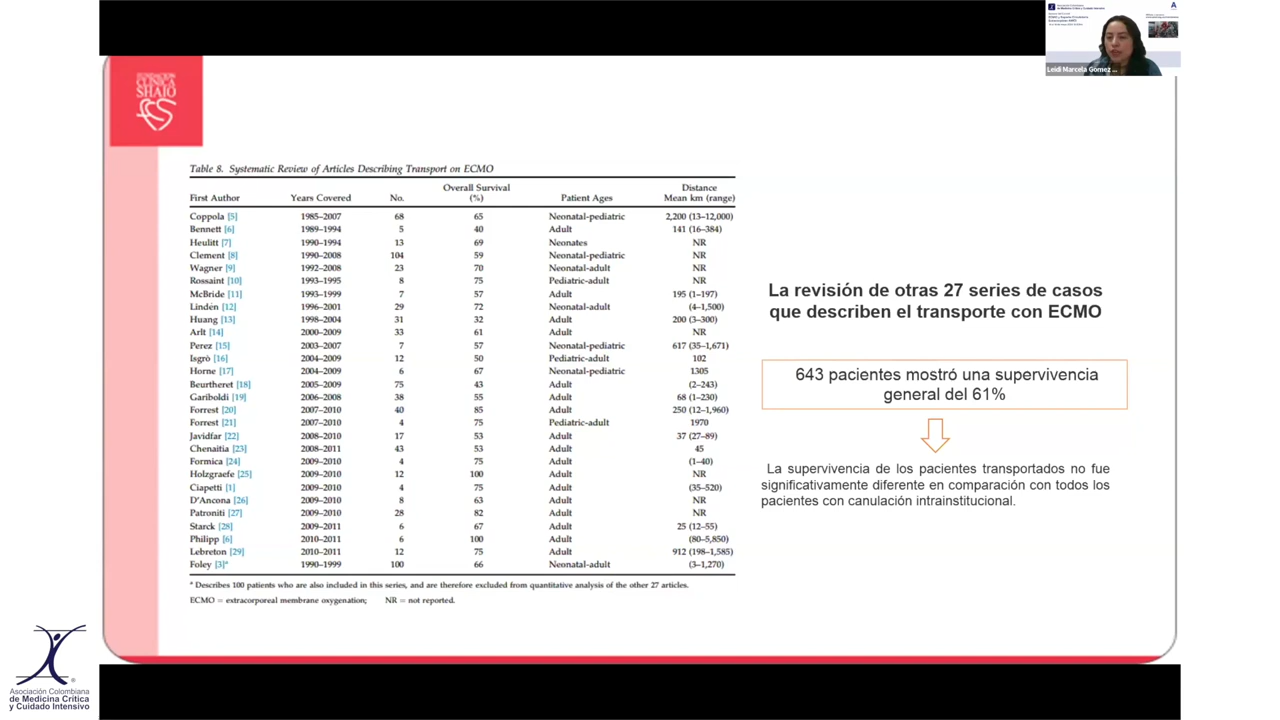 FUNDACIÓN
CLÍNICA
SHAIO
Leidi Marcela Gomez ...
Table 8. Systematic Review of Articles Describing Transport on ECMO
First Author Years Covered No. Overall Survival (%) Patient Ages Distance Mean km (range)
Coppola [5] 1985–2007 68 65 Neonatal-pediatric 2,200 (13–12,000)
Bennett [6] 1989–1994 5 40 Adult 141 (16–384)
Heulitt [7] 1990–1994 13 69 Neonates NR
Clement [8] 1990–2008 104 59 Neonatal-pediatric NR
Wagner [9] 1992–2008 23 70 Neonatal-adult NR
Rossaint [10] 1993–1995 8 75 Pediatric-adult NR
McBride [11] 1993–1999 7 57 Adult 195 (1–197)
Lindén [12] 1996–2001 29 72 Neonatal-adult (4–1,500)
Huang [13] 1998–2004 31 32 Adult 200 (3–300)
Arlt [14] 2000–2009 33 61 Adult NR
Perez [15] 2003–2007 7 57 Neonatal-pediatric 617 (35–1,671)
Isgrò [16] 2004–2009 12 50 Pediatric-adult 102
Horne [17] 2004–2009 6 67 Neonatal-pediatric 1305
Beurtheret [18] 2005–2009 75 43 Adult (2–243)
Gariboldi [19] 2006–2008 38 55 Adult 68 (1–230)
Forrest [20] 2007–2010 40 85 Adult 250 (12–1,960)
Forrest [21] 2007–2010 4 75 Pediatric-adult 1970
Javidfar [22] 2008–2010 17 53 Adult 37 (27–89)
Chenaitia [23] 2008–2011 43 53 Adult 45
Formica [24] 2009–2010 4 75 Adult (1–40)
Holzgraefe [25] 2009–2010 12 100 Adult NR
Ciapetti [1] 2009–2010 4 75 Adult (35–520)
D'Ancona [26] 2009–2010 8 63 Adult NR
Patroniti [27] 2009–2010 28 82 Adult NR
Starck [28] 2009–2011 6 67 Adult 25 (12–55)
Philipp [6] 2010–2011 6 100 Adult (80–5,850)
Lebreton [29] 2010–2011 12 75 Adult 912 (198–1,585)
Foley [3]ª 1990–1999 100 66 Neonatal-adult (3–1,270)
ª Describes 100 patients who are also included in this series, and are therefore excluded from quantitative analysis of the other 27 articles.
ECMO = extracorporeal membrane oxygenation; NR = not reported.
La revisión de otras 27 series de casos
que describen el transporte con ECMO
643 pacientes mostró una supervivencia
general del 61%
La supervivencia de los pacientes transportados no fue
significativamente diferente en comparación con todos los
pacientes con canulación intrainstitucional.
Asociación Colombiana
de Medicina Crítica
y Cuidado Intensivo